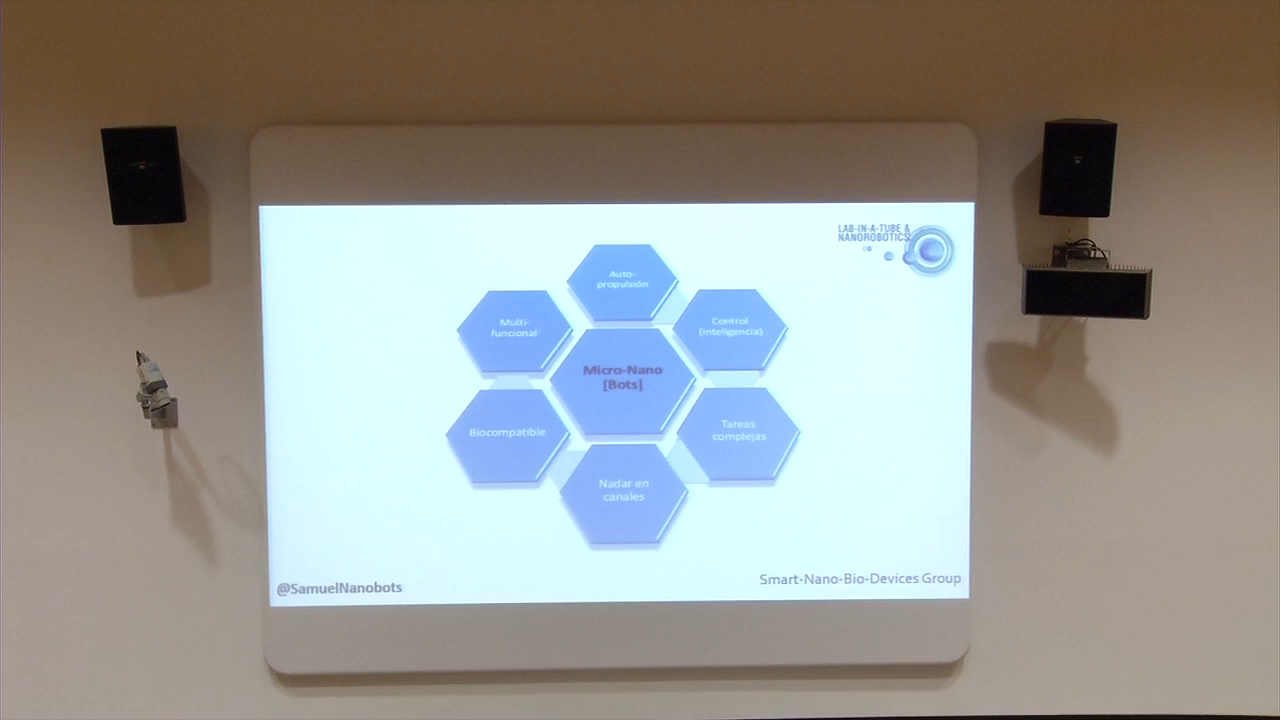 LAB-IN-A-TUBE &
NANOROBOTICS
Auto-
propulsión
Multi-
funcional
Control
(inteligencia)
Micro-Nano
[Bots]
Biocompatible
Tareas
complejas
Nadar en
canales
@SamuelNanobots
Smart-Nano-Bio-Devices Group